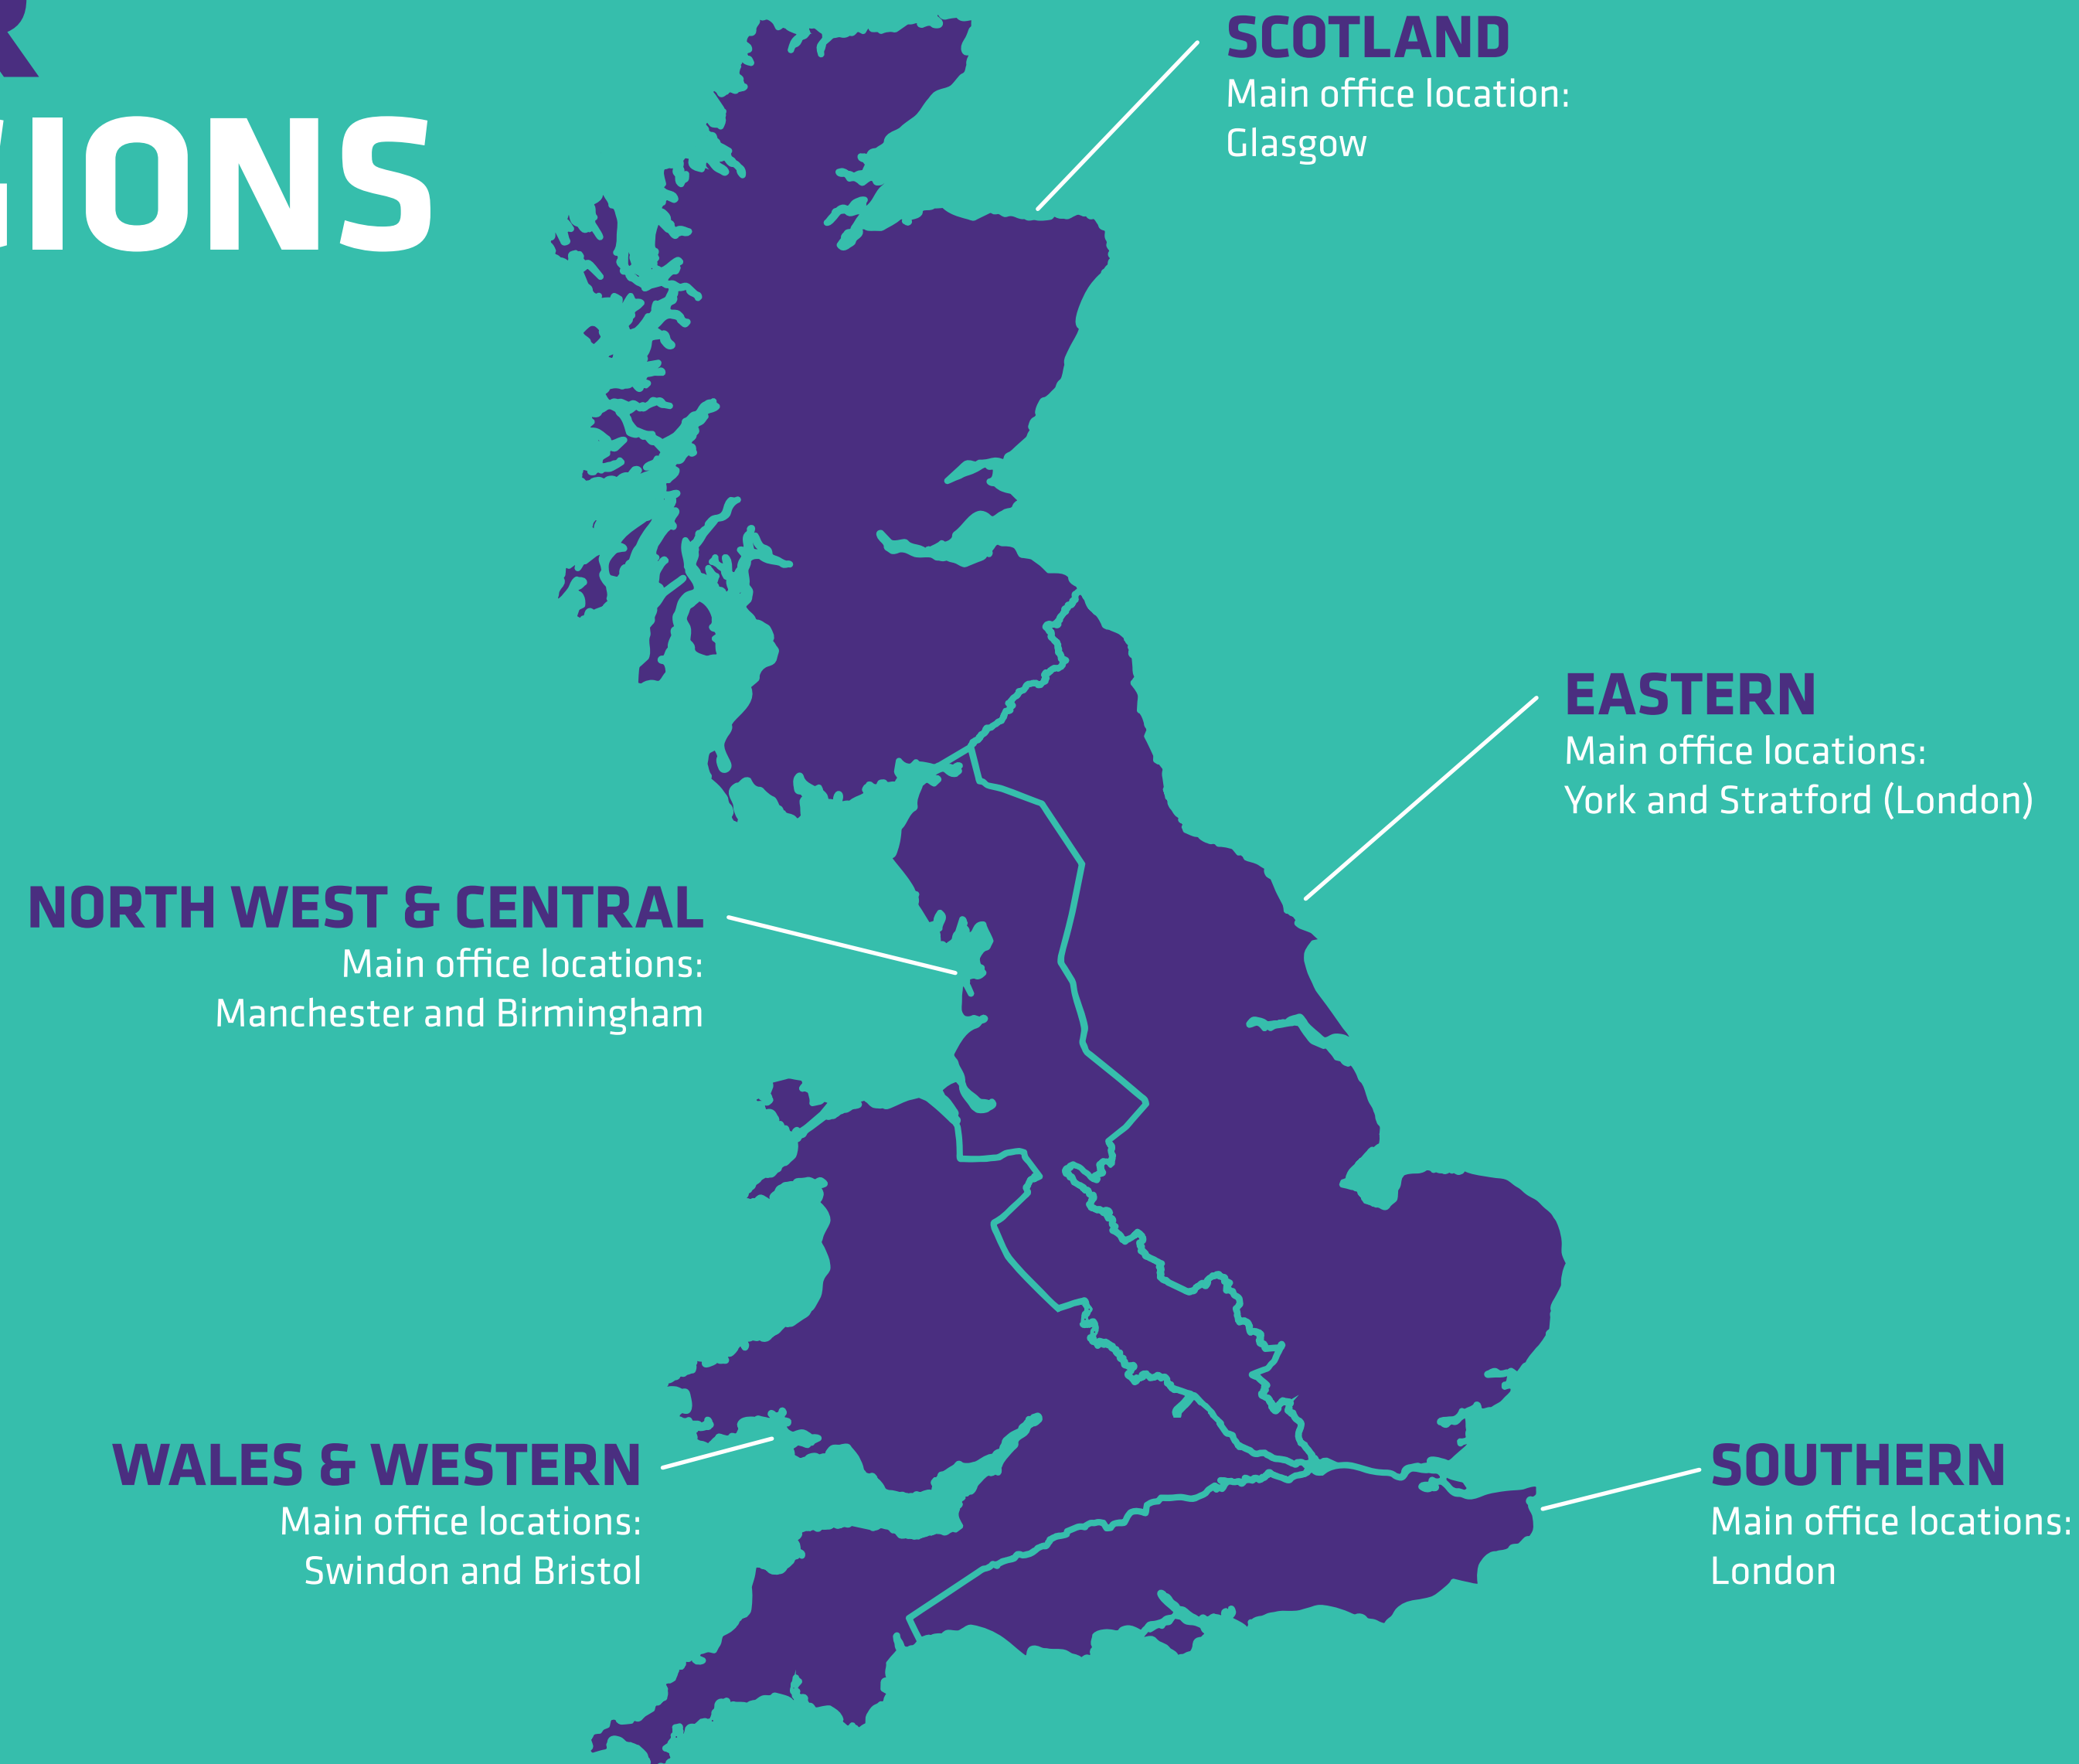 IONS
SCOTLAND
Main office location:
Glasgow
EASTERN
Main office locations:
York and Stratford (London)
NORTH WEST & CENTRAL
Main office locations:
Manchester and Birmingham
WALES & WESTERN
Main office locations:
Swindon and Bristol
SOUTHERN
Main office locations:
London